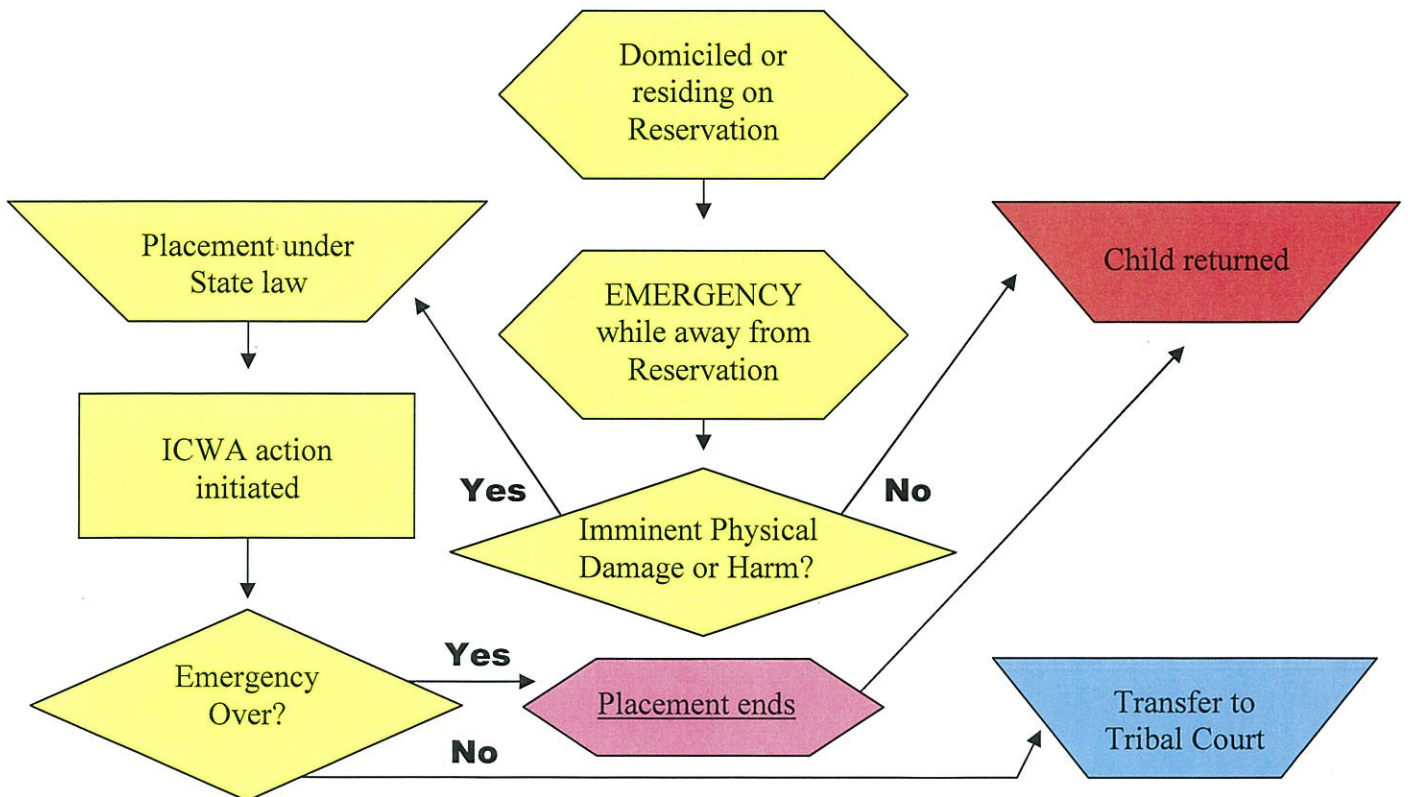 Domiciled or
residing on
Reservation
Placement under
State law
EMERGENCY
while away from
Reservation
Child returned
ICWA action
initiated
Yes
No
Imminent Physical
Damage or Harm?
Emergency
Over?
Yes
No
Placement ends
Transfer to
Tribal Court